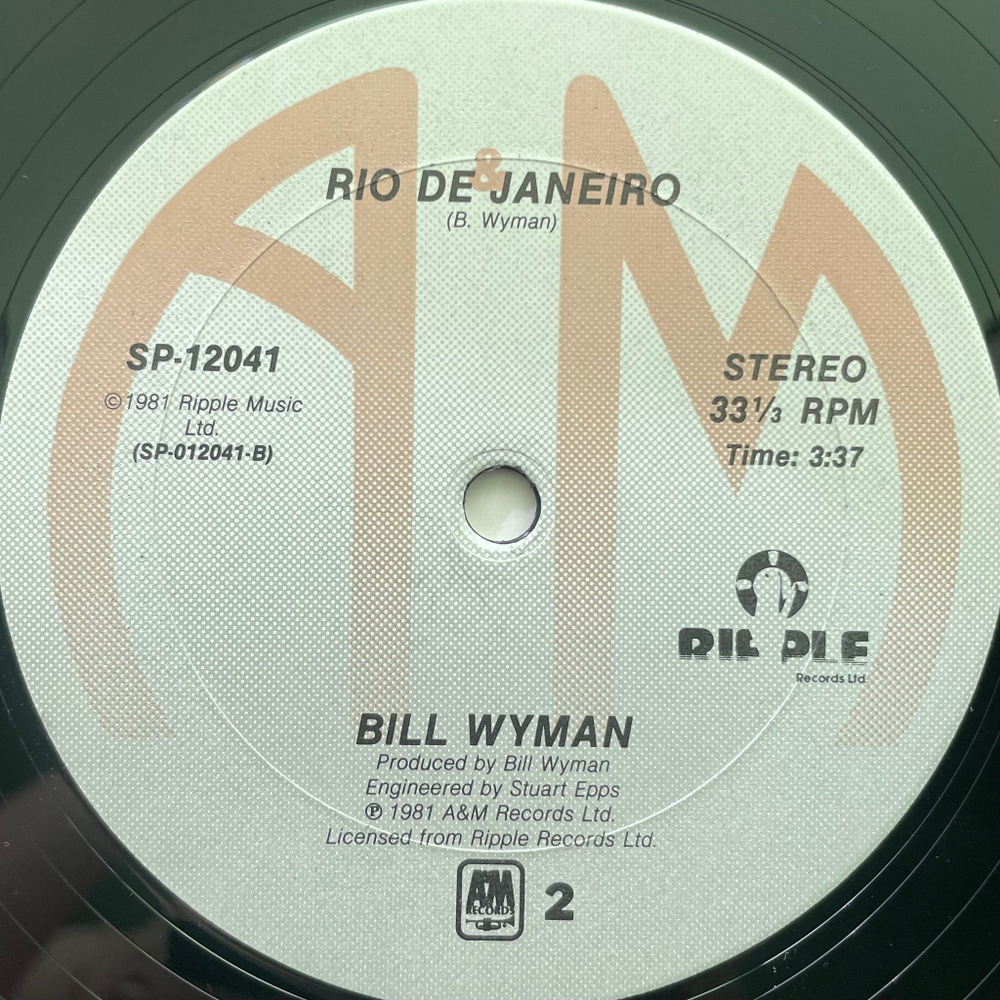 A & M
RIO DE JANEIRO
(B. Wyman)
SP-12041
©1981 Ripple Music
Ltd.
(SP-012041-B)
STEREO
33⅓ RPM
Time: 3:37
RIPPLE
Records Ltd.
BILL WYMAN
Produced by Bill Wyman
Engineered by Stuart Epps
℗ 1981 A&M Records Ltd.
Licensed from Ripple Records Ltd.
A&M
RECORDS
2